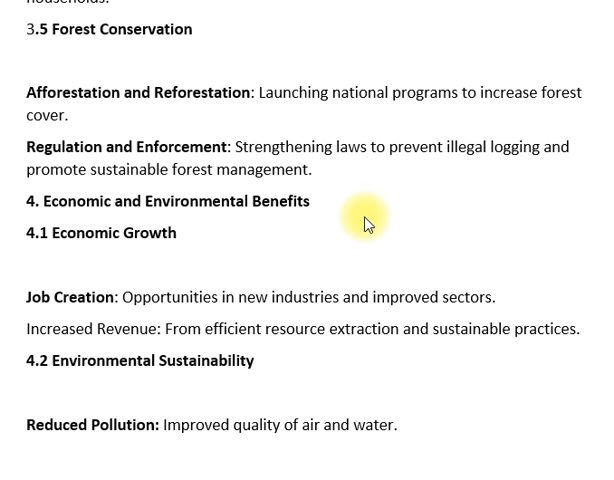 households.
3.5 Forest Conservation
Afforestation and Reforestation: Launching national programs to increase forest
cover.
Regulation and Enforcement: Strengthening laws to prevent illegal logging and
promote sustainable forest management.
4. Economic and Environmental Benefits
4.1 Economic Growth
Job Creation: Opportunities in new industries and improved sectors.
Increased Revenue: From efficient resource extraction and sustainable practices.
4.2 Environmental Sustainability
Reduced Pollution: Improved quality of air and water.